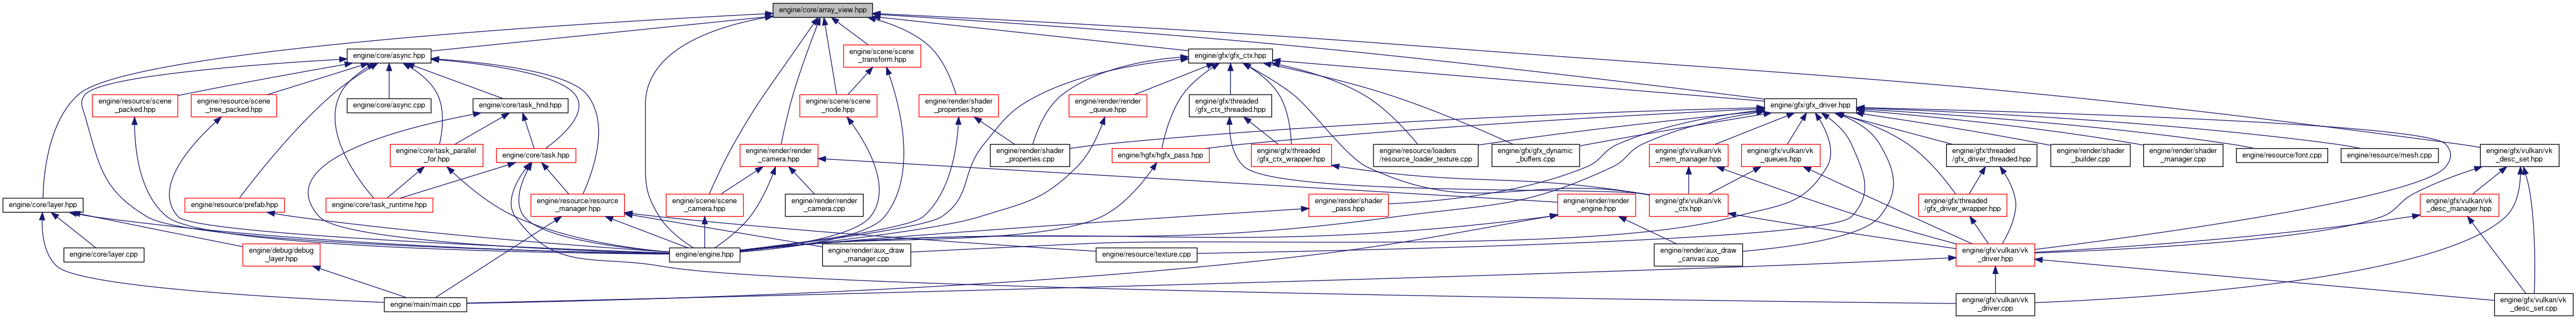 engine/core/array_view.hpp
engine/core/async.hpp
engine/scene/scene
_transform.hpp
engine/gfx/gfx_ctx.hpp
engine/resource/scene
_packed.hpp
engine/resource/scene
_tree_packed.hpp
engine/core/async.cpp
engine/core/task_hnd.hpp
engine/scene/scene
_node.hpp
engine/render/shader
_properties.hpp
engine/render/render
_queue.hpp
engine/gfx/threaded
/gfx_ctx_threaded.hpp
engine/gfx/gfx_driver.hpp
engine/core/task_parallel
_for.hpp
engine/core/task.hpp
engine/render/render
_camera.hpp
engine/render/shader
_properties.cpp
engine/hgfx/hgfx_pass.hpp
engine/gfx/threaded
/gfx_ctx_wrapper.hpp
engine/resource/loaders
/resource_loader_texture.cpp
engine/gfx/gfx_dynamic
_buffers.cpp
engine/gfx/vulkan/vk
_mem_manager.hpp
engine/gfx/vulkan/vk
_queues.hpp
engine/gfx/threaded
/gfx_driver_threaded.hpp
engine/render/shader
_builder.cpp
engine/render/shader
_manager.cpp
engine/resource/font.cpp
engine/resource/mesh.cpp
engine/gfx/vulkan/vk
_desc_set.hpp
engine/core/layer.hpp
engine/resource/prefab.hpp
engine/core/task_runtime.hpp
engine/resource/resource
_manager.hpp
engine/scene/scene
_camera.hpp
engine/render/render
_camera.cpp
engine/render/shader
_pass.hpp
engine/render/render
_engine.hpp
engine/gfx/vulkan/vk
_ctx.hpp
engine/gfx/threaded
/gfx_driver_wrapper.hpp
engine/gfx/vulkan/vk
_desc_manager.hpp
engine/core/layer.cpp
engine/debug/debug
_layer.hpp
engine/engine.hpp
engine/render/aux_draw
_manager.cpp
engine/resource/texture.cpp
engine/render/aux_draw
_canvas.cpp
engine/gfx/vulkan/vk
_driver.hpp
engine/main/main.cpp
engine/gfx/vulkan/vk
_driver.cpp
engine/gfx/vulkan/vk
_desc_set.cpp